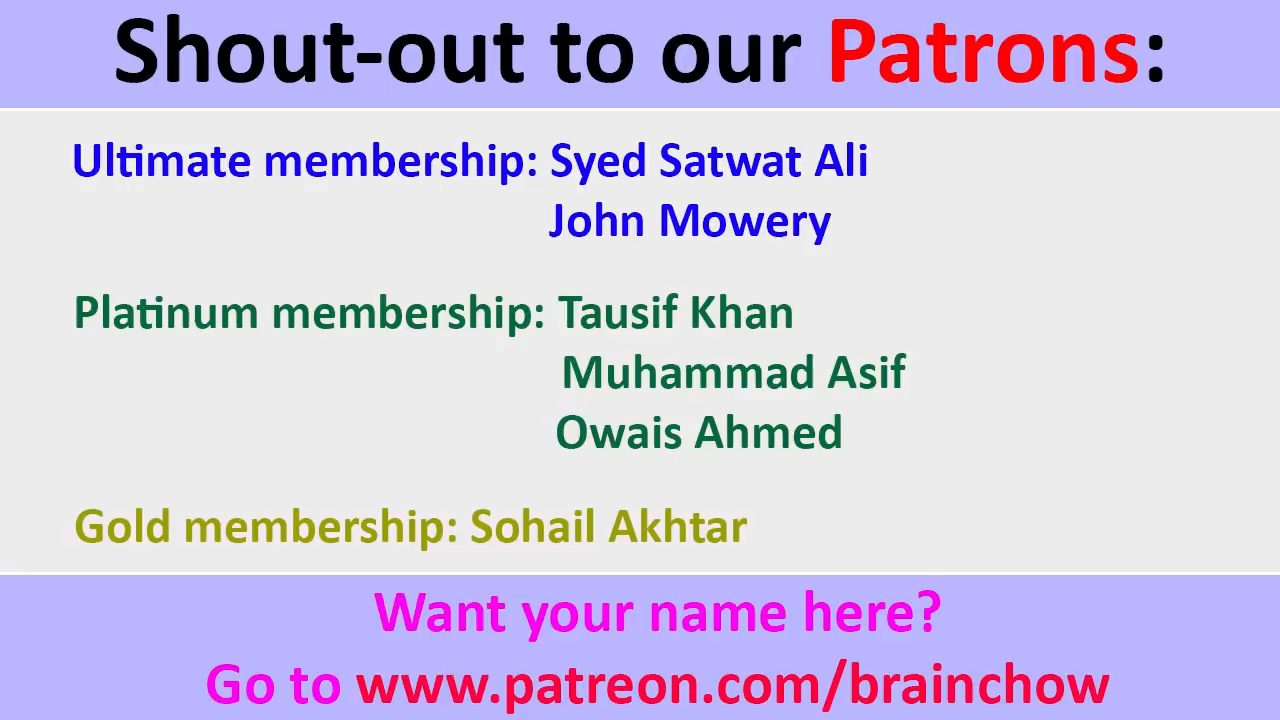 Shout-out to our Patrons:
Ultimate membership: Syed Satwat Ali
John Mowery
Platinum membership: Tausif Khan
Muhammad Asif
Owais Ahmed
Gold membership: Sohail Akhtar
Want your name here?
Go to www.patreon.com/brainchow